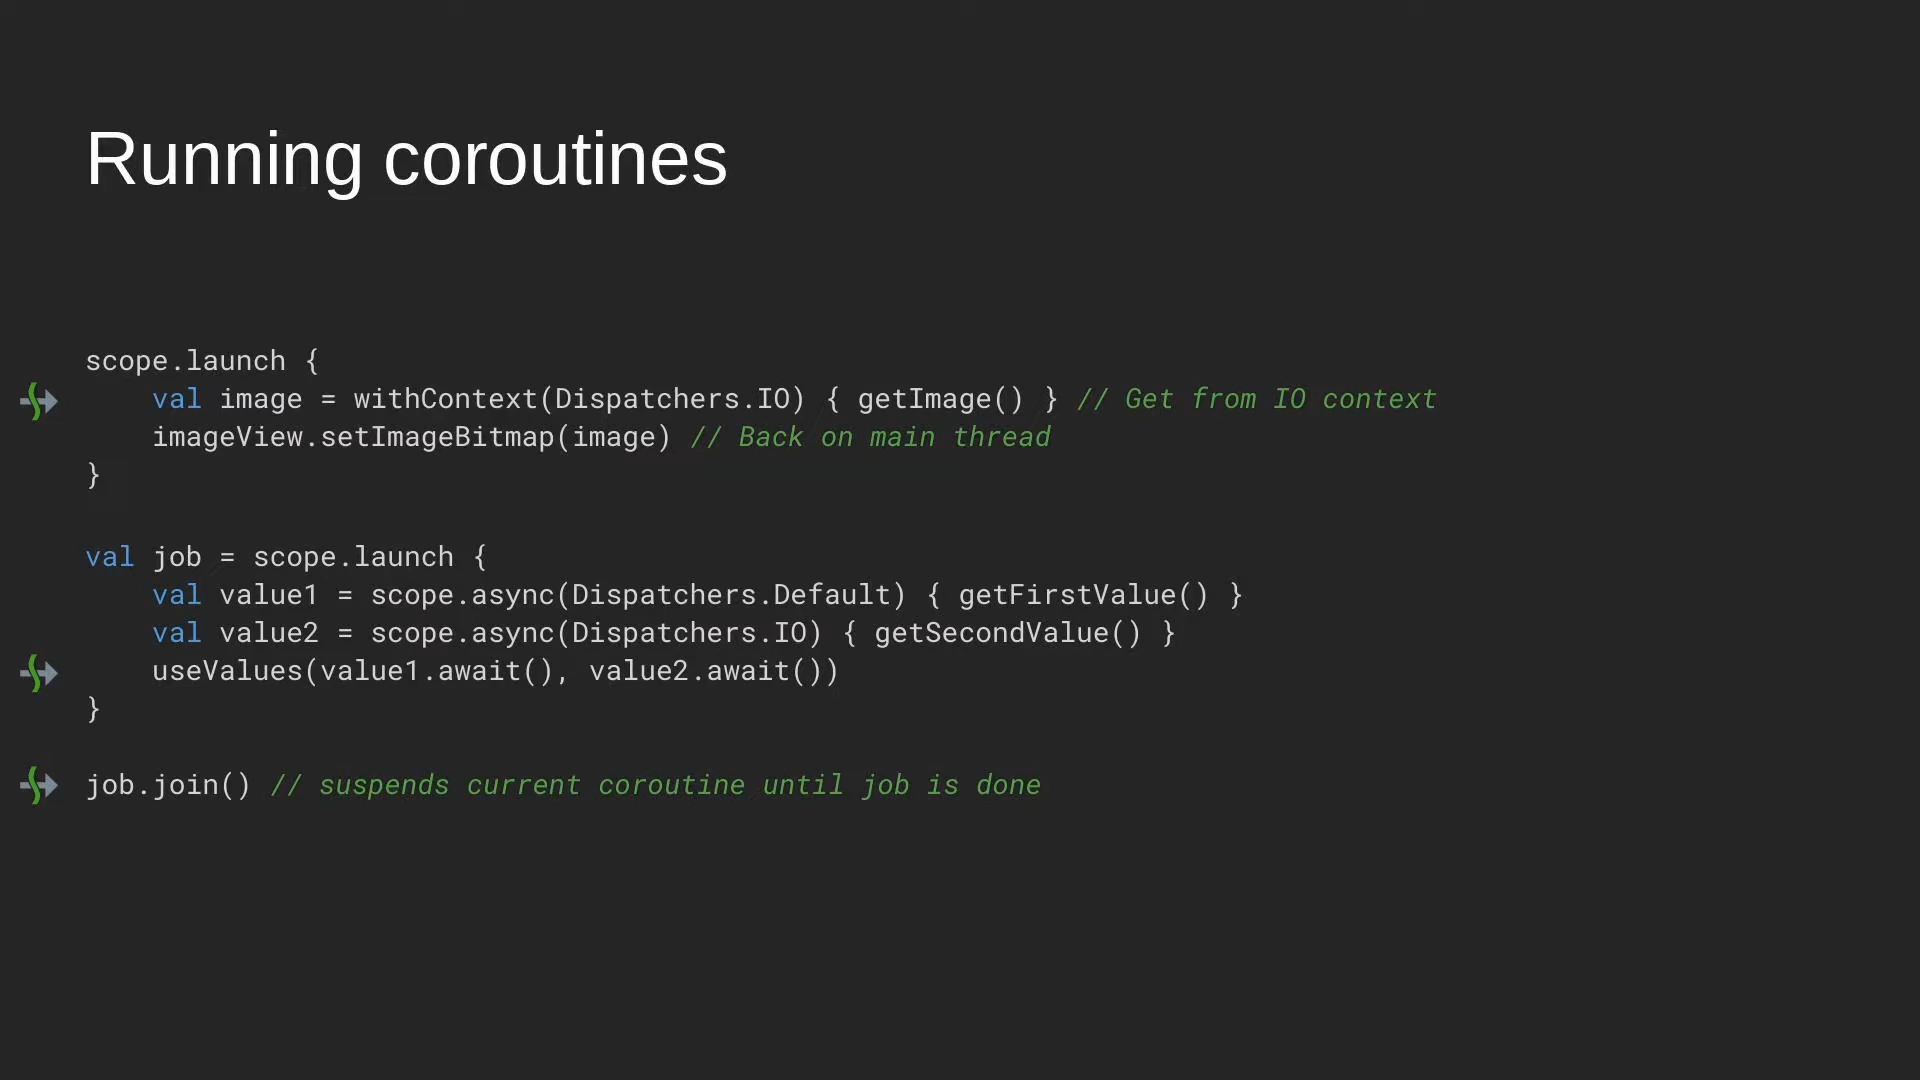 Running coroutines
scope.launch {
    val image = withContext(Dispatchers.IO) { getImage() } // Get from IO context
    imageView.setImageBitmap(image) // Back on main thread
}
val job = scope.launch {
    val value1 = scope.async(Dispatchers.Default) { getFirstValue() }
    val value2 = scope.async(Dispatchers.IO) { getSecondValue() }
    useValues(value1.await(), value2.await())
}
job.join() // suspends current coroutine until job is done